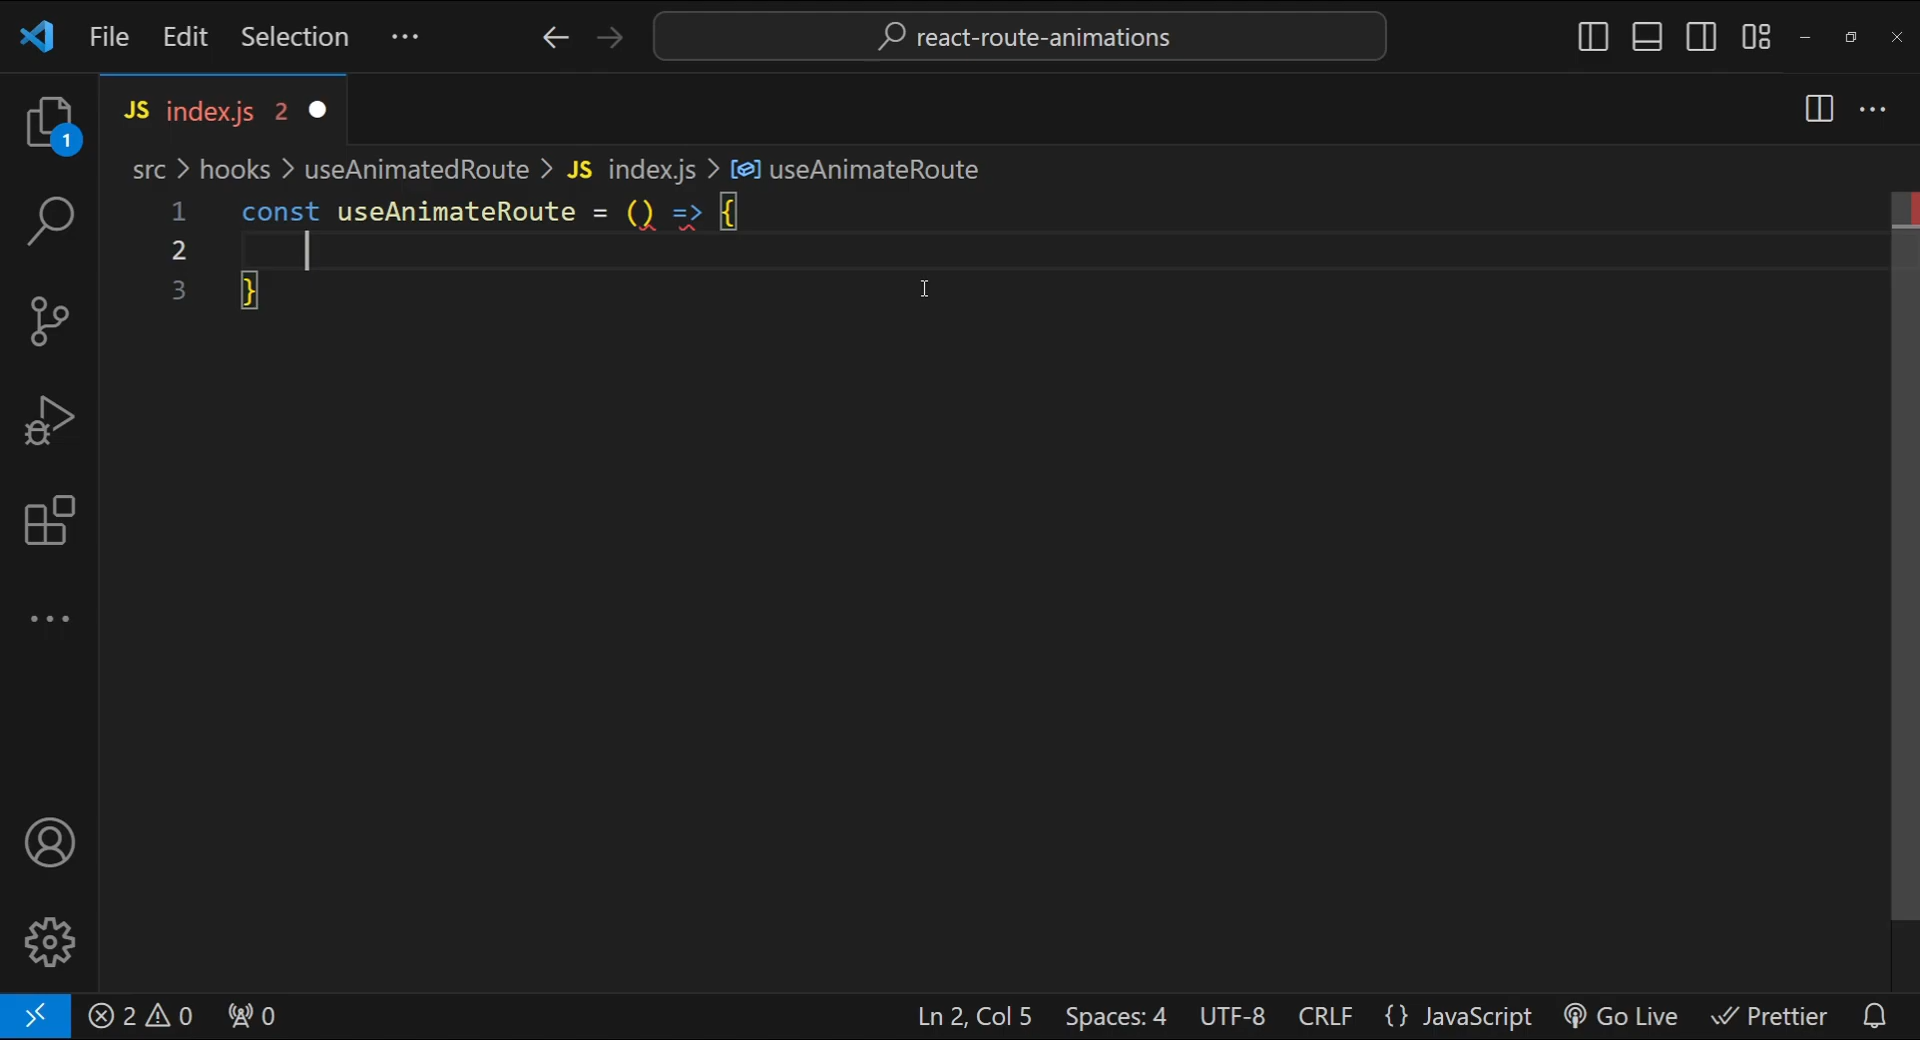 File Edit Selection ··· react-route-animations
JS index.js 2
src > hooks > useAnimatedRoute > JS index.js > useAnimateRoute
1 const useAnimateRoute = () => {
2
3 }
1
2 0 0 Ln 2, Col 5 Spaces: 4 UTF-8 CRLF {} JavaScript Go Live Prettier